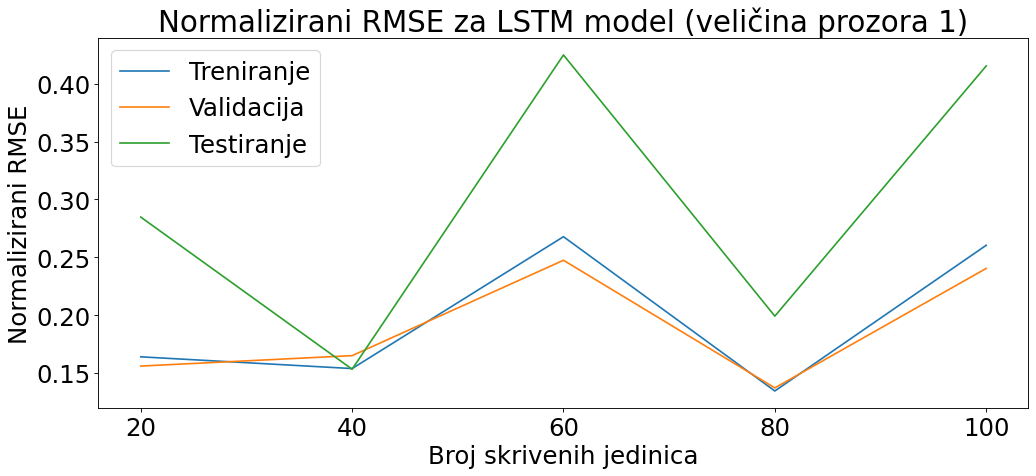 Normalizirani RMSE za LSTM model (veličina prozora 1)
Treniranje
Validacija
Testiranje
Normalizirani RMSE
0.40
0.35
0.30
0.25
0.20
0.15
20 40 60 80 100
Broj skrivenih jedinica